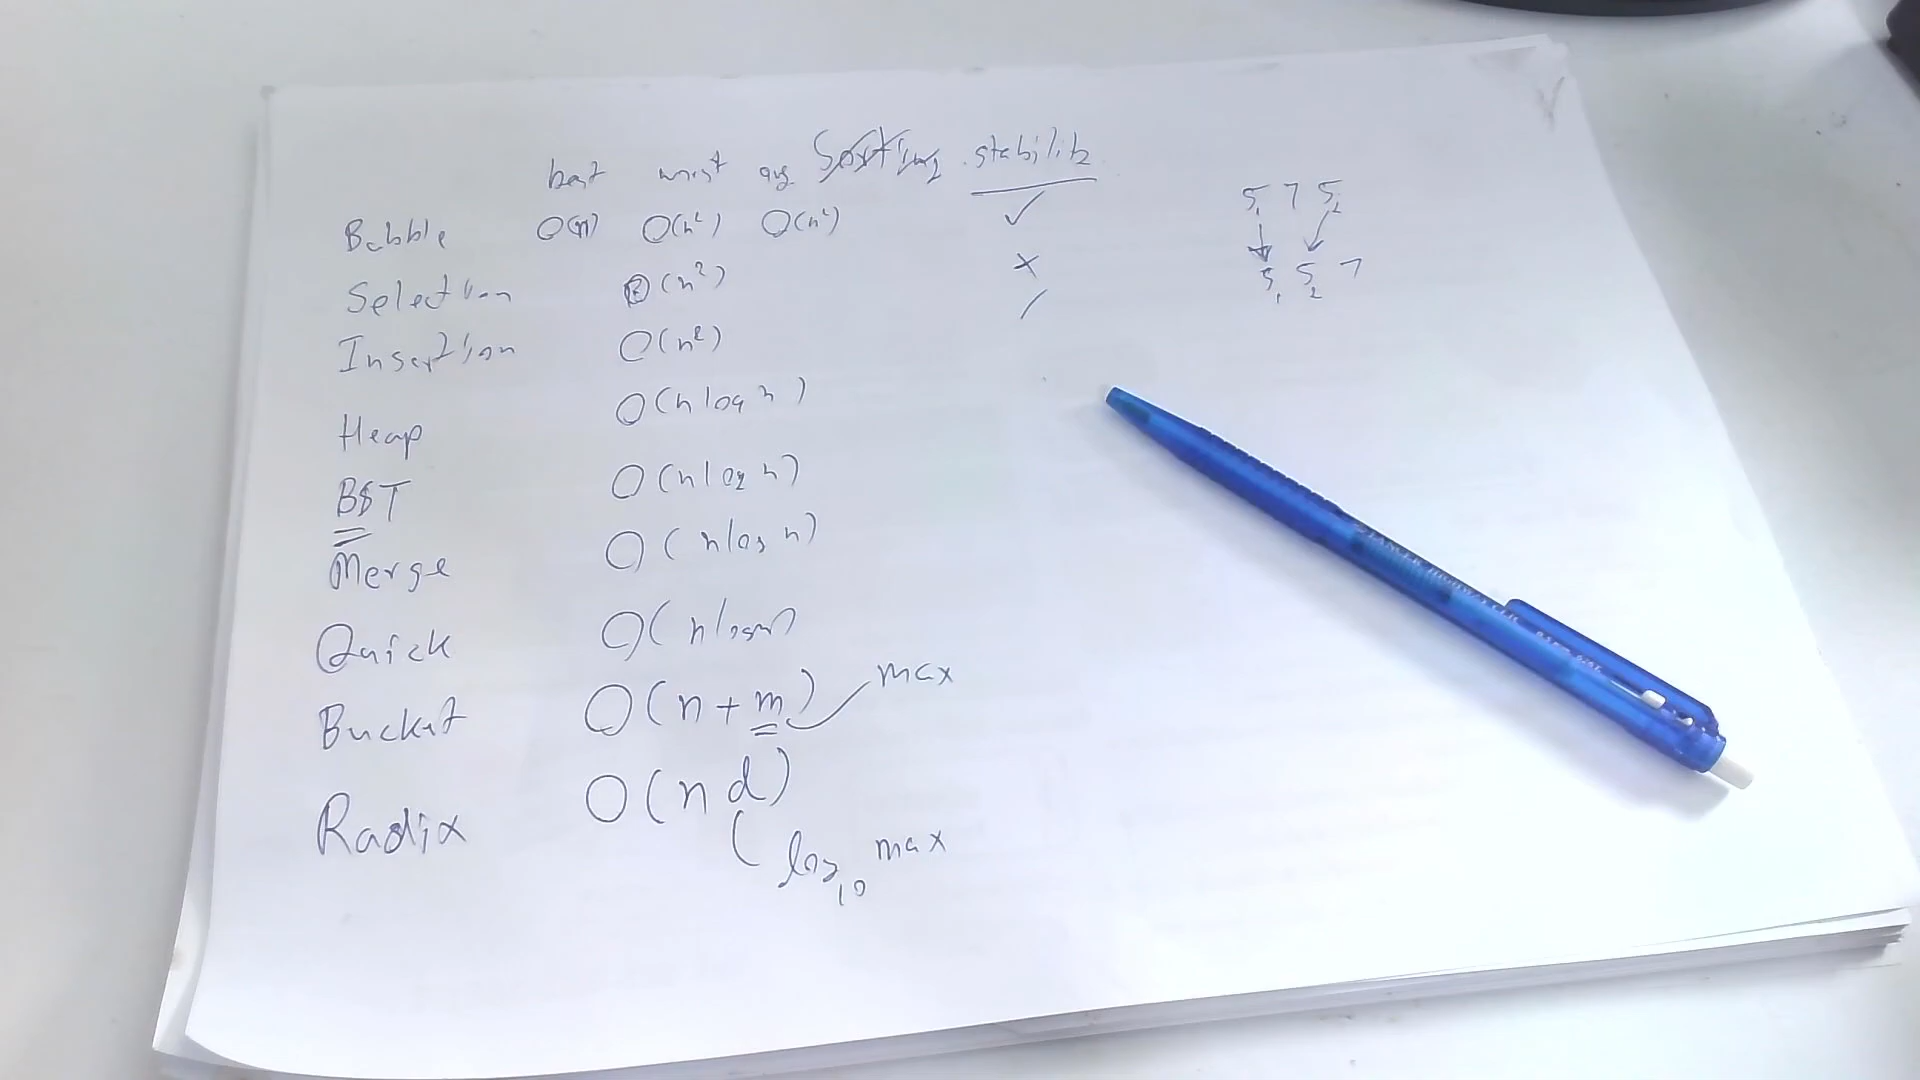 best worst avg Sorting stability
Bubble O(n) O(n²) O(n²) ✓
5₁ 7 5₂
5₁ 5₂ 7
Selection O(n²) ×
Insertion O(n²)
Heap O(n log n)
BST O(n log n)
Merge O(n log n)
Quick O(n log n)
Bucket O(n + m) max
Radix O(n d)
log₁₀ max